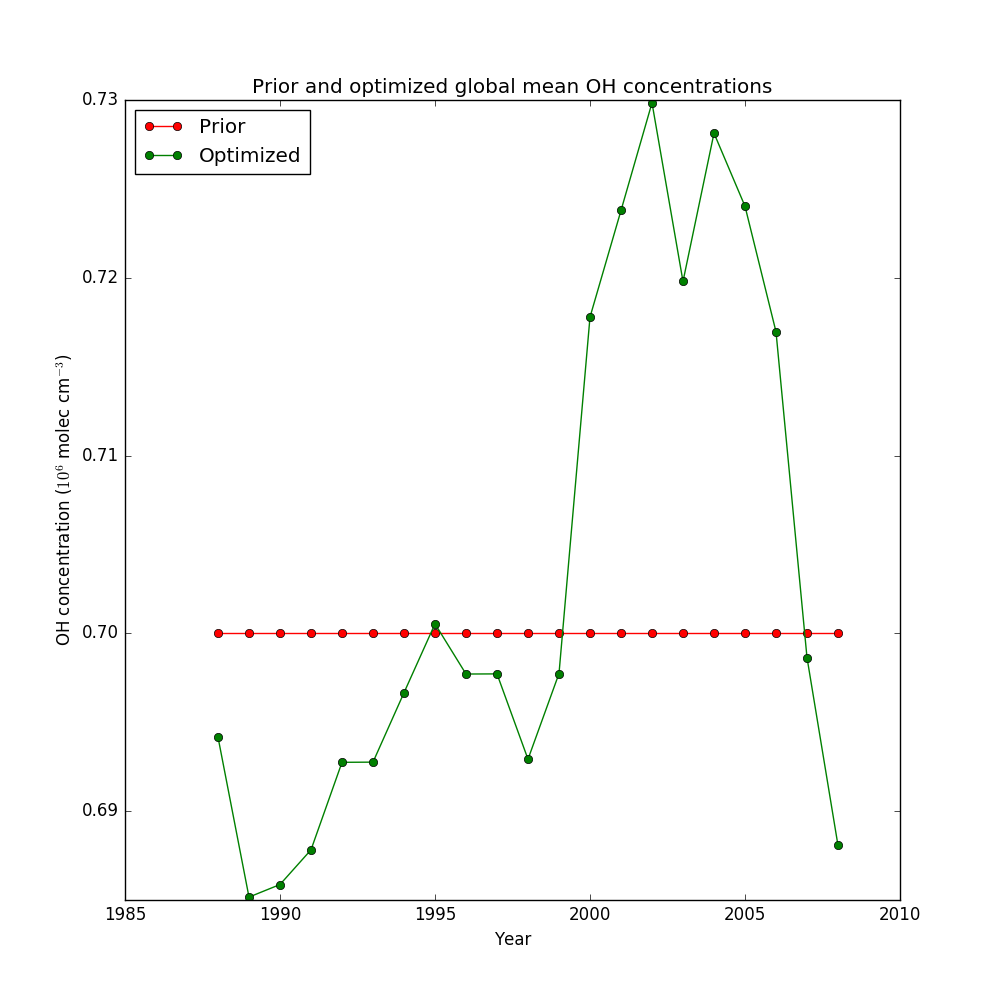 Prior and optimized global mean OH concentrations
Prior
Optimized
0.73
0.72
0.71
0.70
0.69
OH concentration (10⁶ molec cm⁻³)
1985 1990 1995 2000 2005 2010
Year